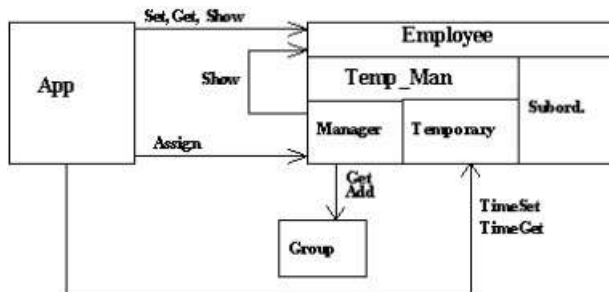 Set, Get, Show
Employee
App
Show
Temp_Man
Subord.
Manager
Temporary
Assign
Get
Add
TimeSet
TimeGet
Group